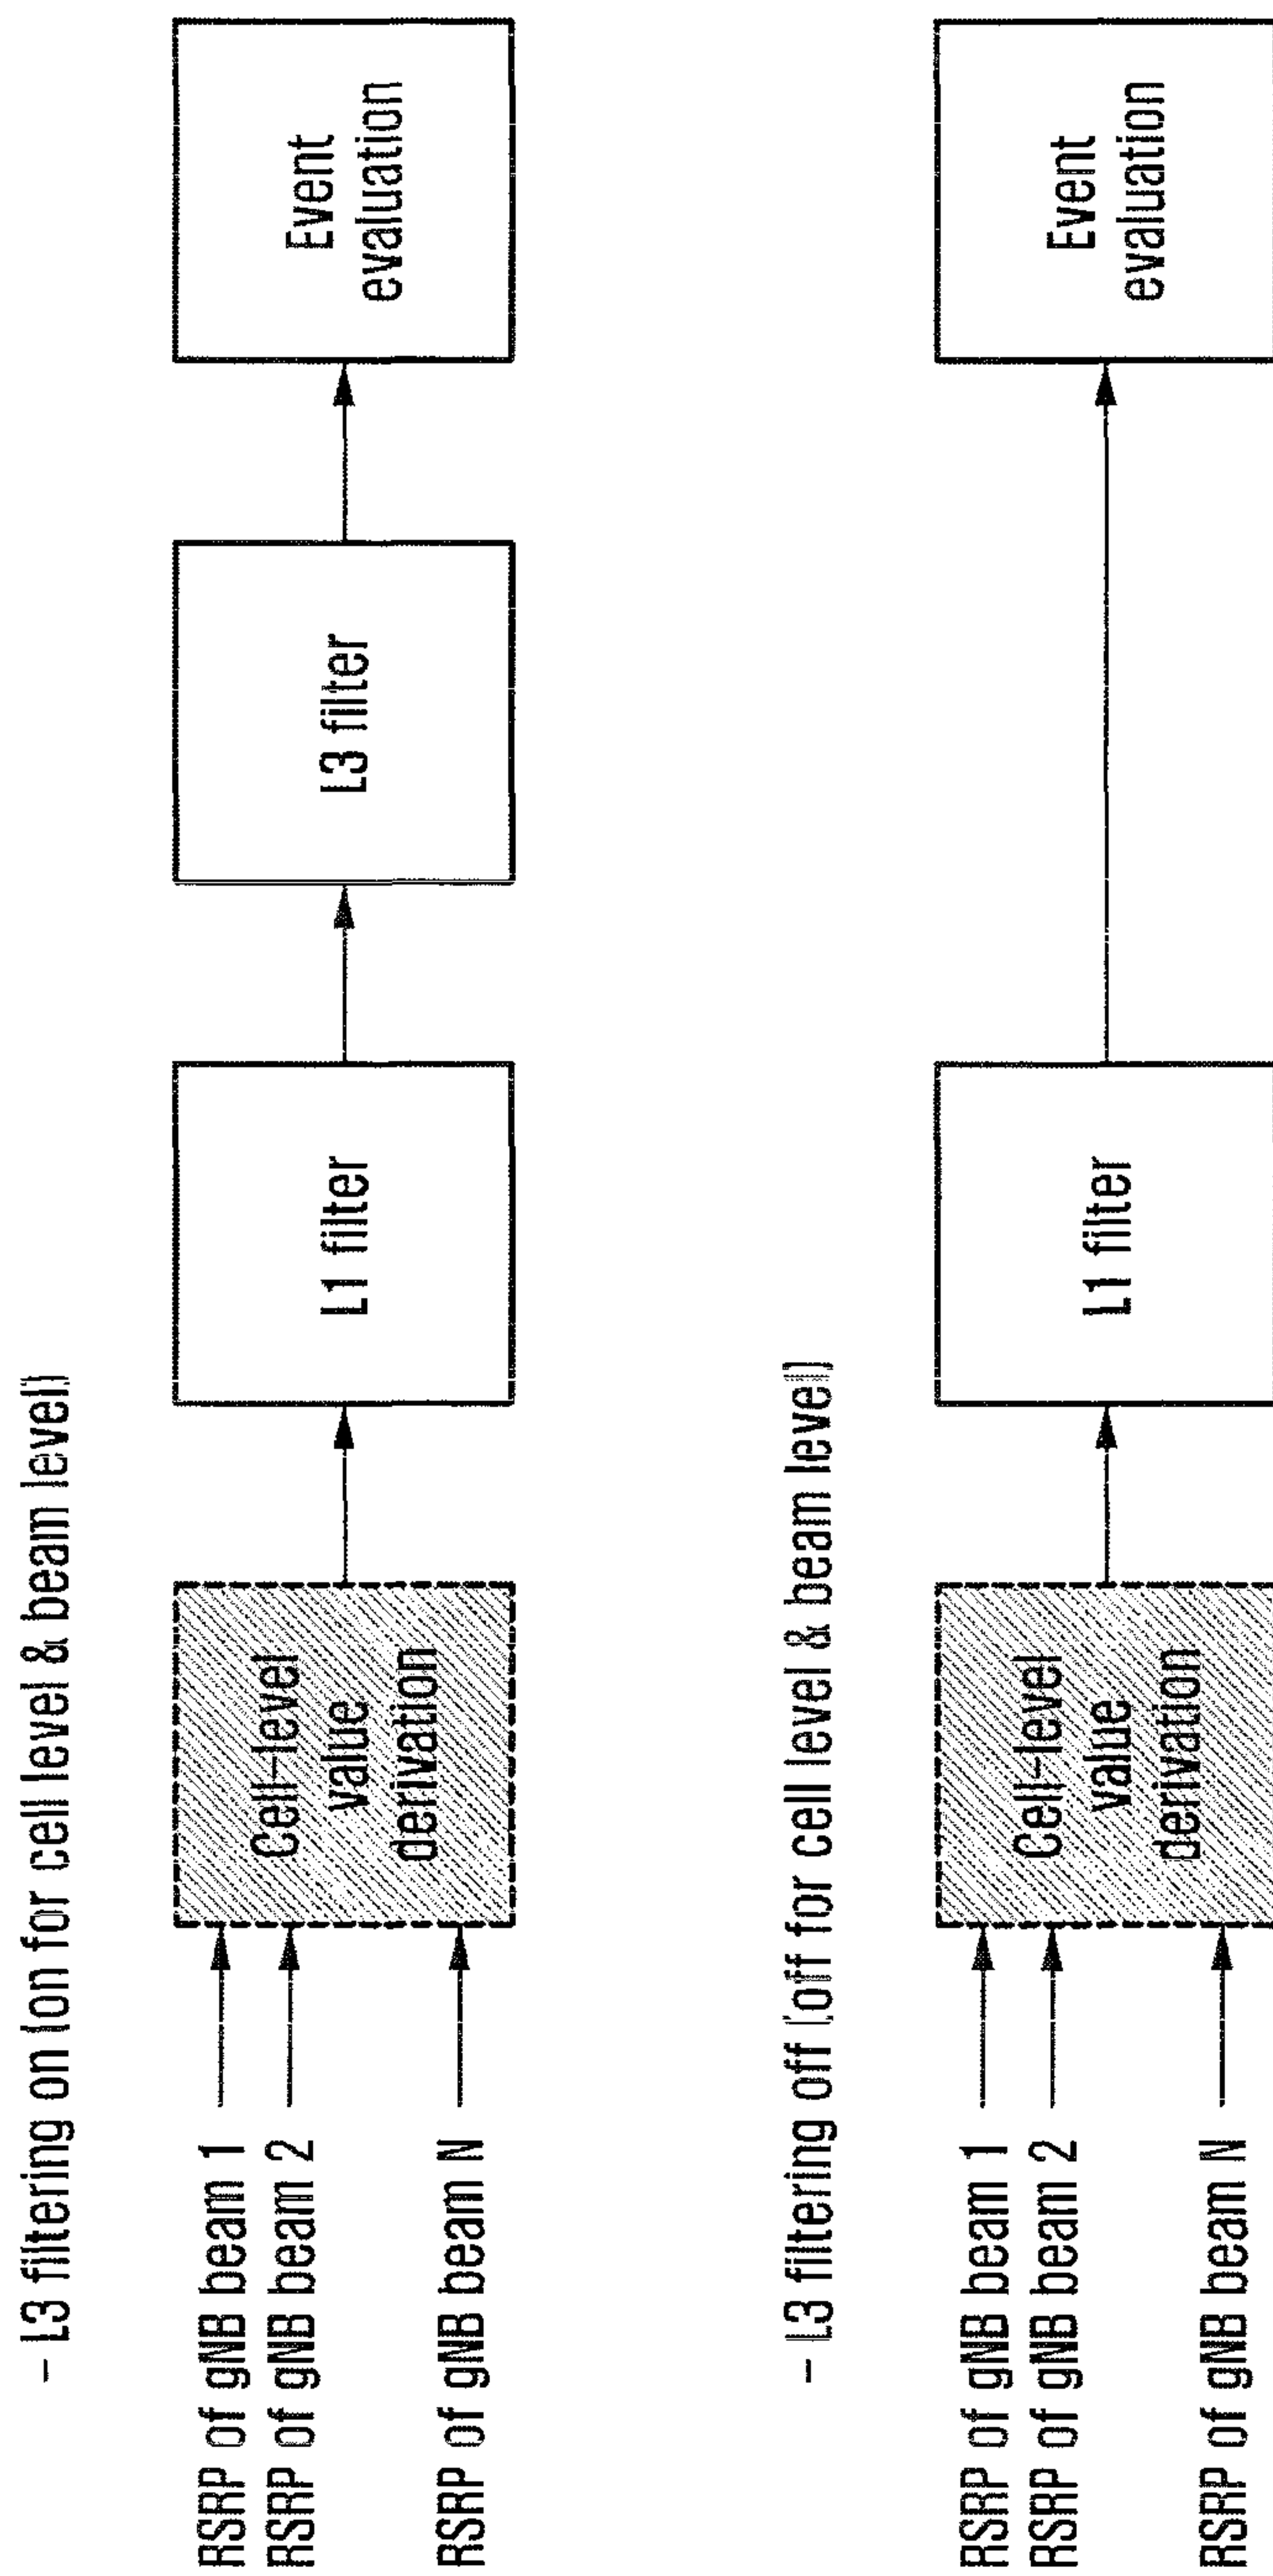 - L3 filtering on (on for cell level & beam level)
RSRP of gNB beam 1
RSRP of gNB beam 2
RSRP of gNB beam N
Cell-level
value
derivation
L1 filter
L3 filter
Event
evaluation
- L3 filtering off (off for cell level & beam level)
RSRP of gNB beam 1
RSRP of gNB beam 2
RSRP of gNB beam N
Cell-level
value
derivation
L1 filter
Event
evaluation